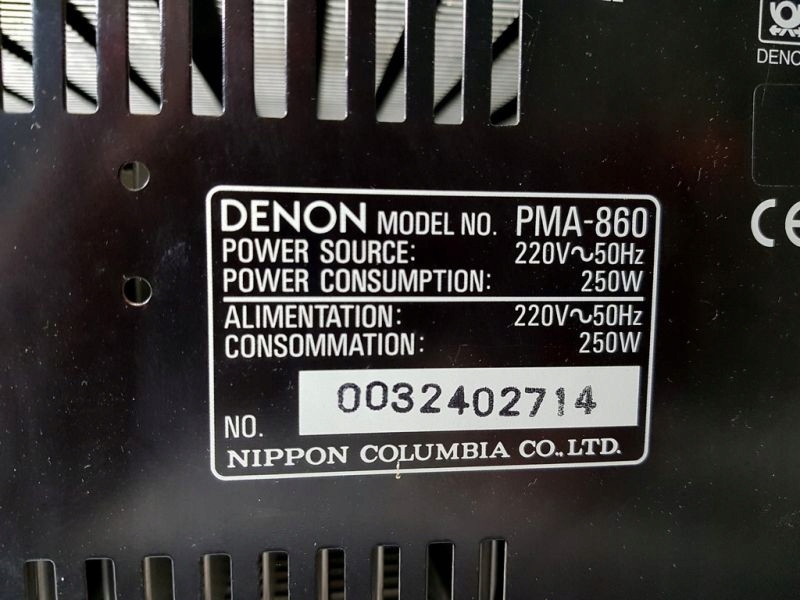 DENON MODEL NO. PMA-860
POWER SOURCE: 220V~50Hz
POWER CONSUMPTION: 250W
ALIMENTATION: 220V~50Hz
CONSOMMATION: 250W
NO. 0032402714
NIPPON COLUMBIA CO., LTD.
CE